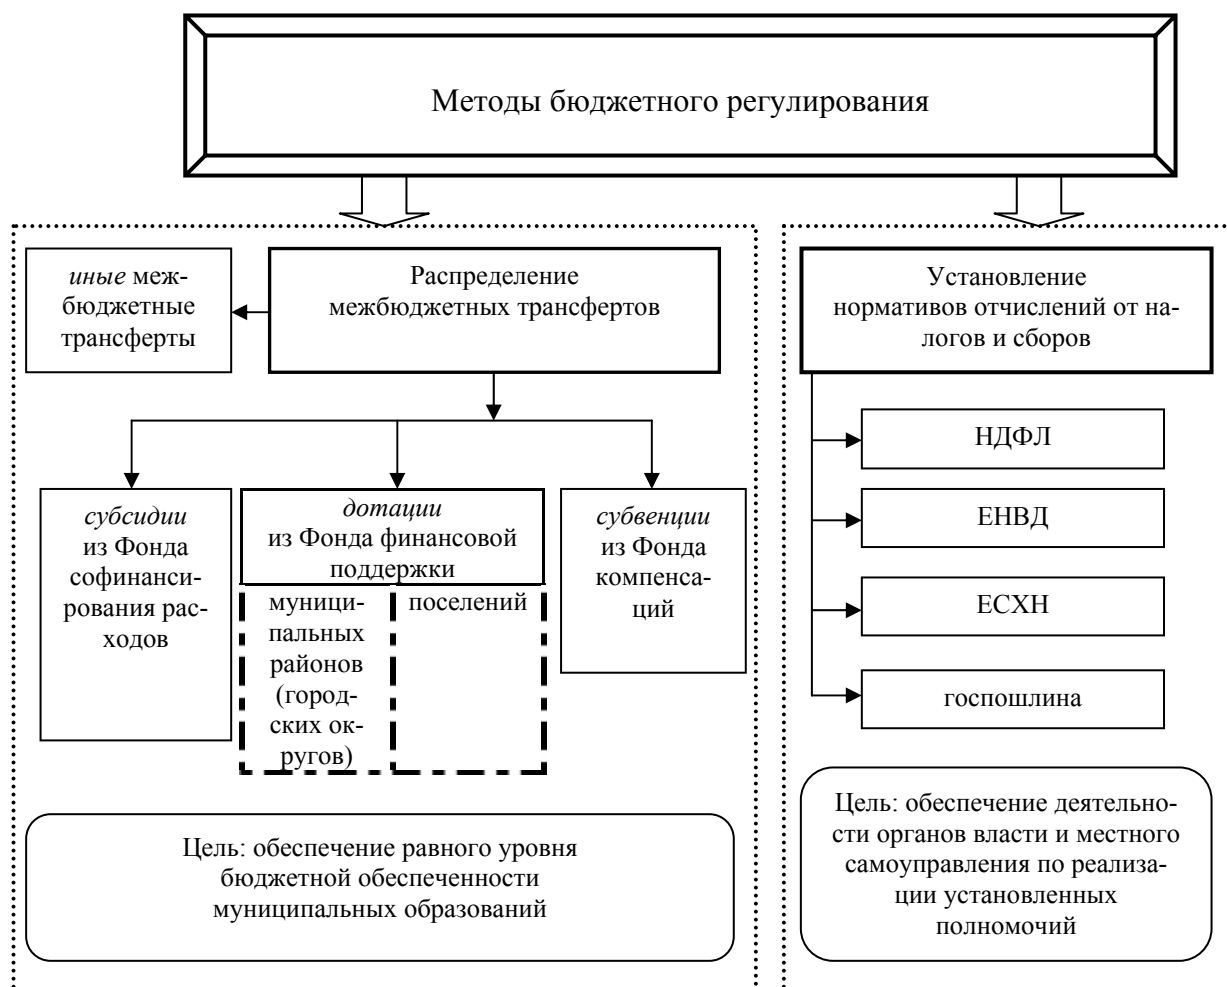 Методы бюджетного регулирования
иные меж-
бюджетные
трансферты
Распределение
межбюджетных трансфертов
субсидии
из Фонда
софинанси-
рования рас-
ходов
дотации
из Фонда финансовой
поддержки
муници-
пальных
районов
(город-
ских ок-
ругов)
поселений
субвенции
из Фонда
компенса-
ций
Цель: обеспечение равного уровня
бюджетной обеспеченности
муниципальных образований
Установление
нормативов отчислений от на-
логов и сборов
НДФЛ
ЕНВД
ЕСХН
госпошлина
Цель: обеспечение деятельно-
сти органов власти и местного
самоуправления по реализа-
ции установленных
полномочий